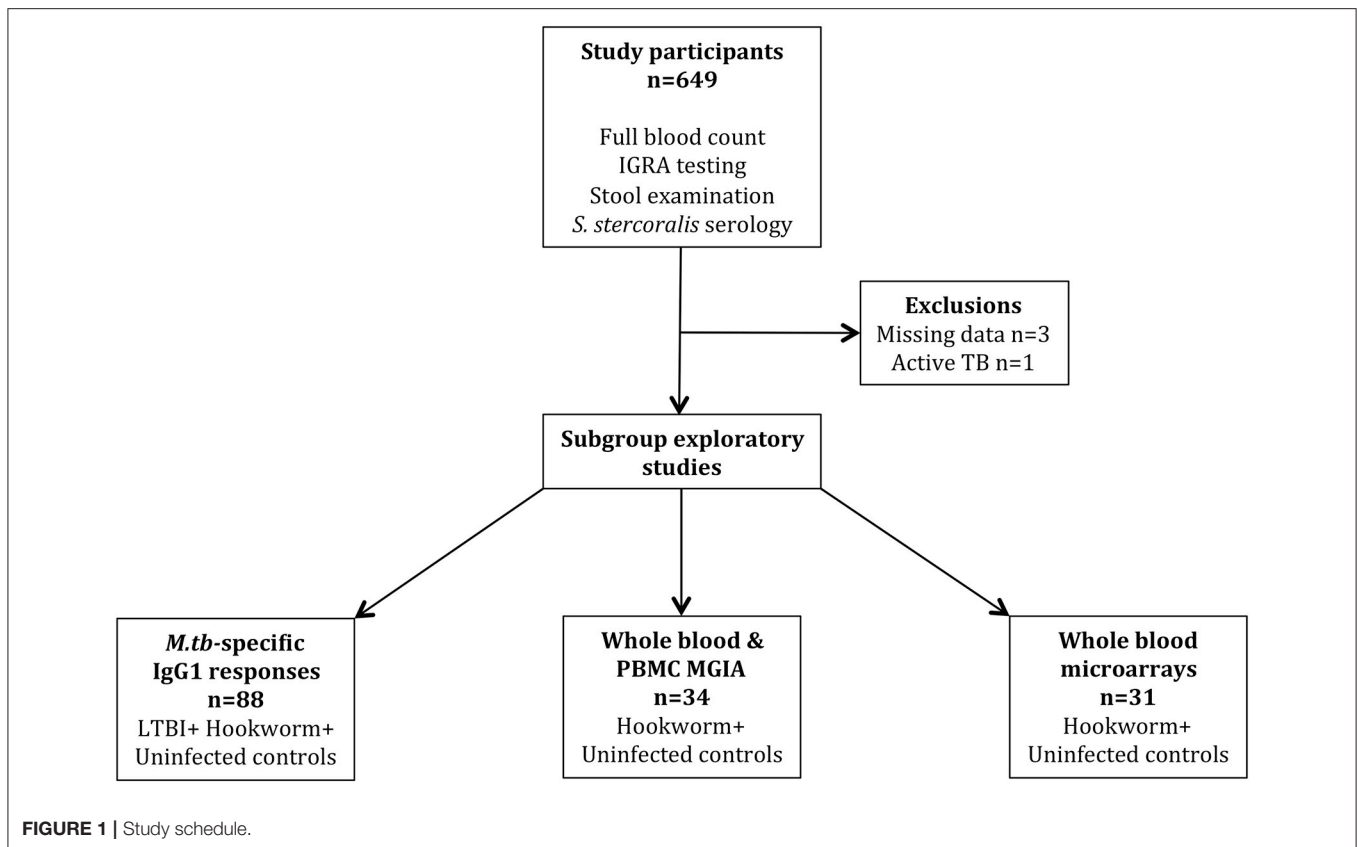 Study participants
n=649
Full blood count
IGRA testing
Stool examination
S. stercoralis serology
Exclusions
Missing data n=3
Active TB n=1
Subgroup exploratory
studies
M.tb-specific
IgG1 responses
n=88
LTBI+ Hookworm+
Uninfected controls
Whole blood &
PBMC MGIA
n=34
Hookworm+
Uninfected controls
Whole blood
microarrays
n=31
Hookworm+
Uninfected controls
FIGURE 1 | Study schedule.